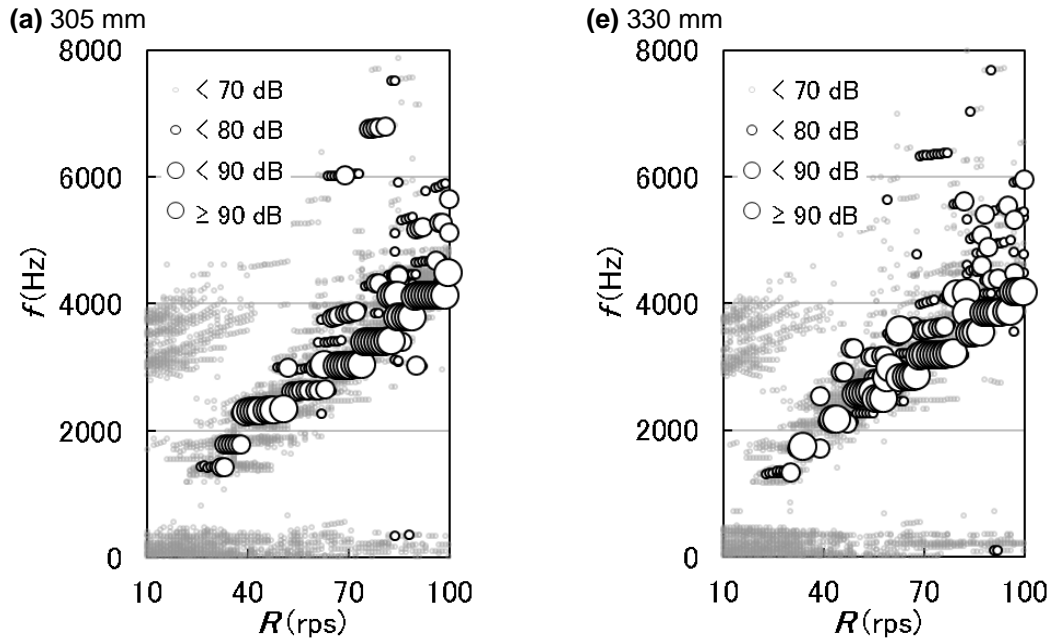 (a) 305 mm
8000
6000
4000
2000
0
f(Hz)
< 70 dB
< 80 dB
< 90 dB
≥ 90 dB
10 40 70 100
R(rps)
(e) 330 mm
8000
6000
4000
2000
0
f(Hz)
< 70 dB
< 80 dB
< 90 dB
≥ 90 dB
10 40 70 100
R(rps)